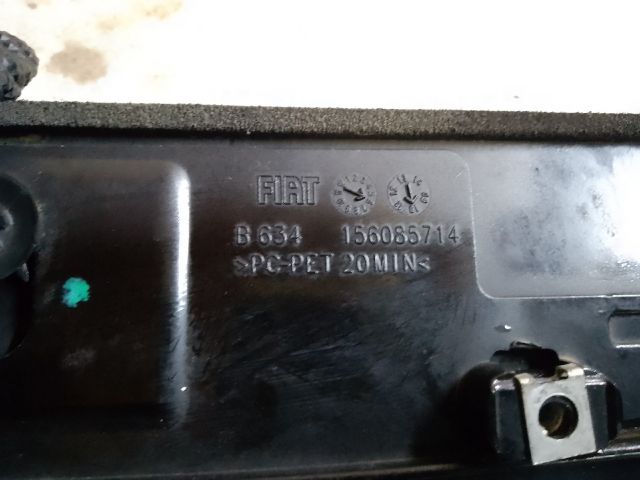 FIAT
B 634 156085714
>PC-PET 20MIN<